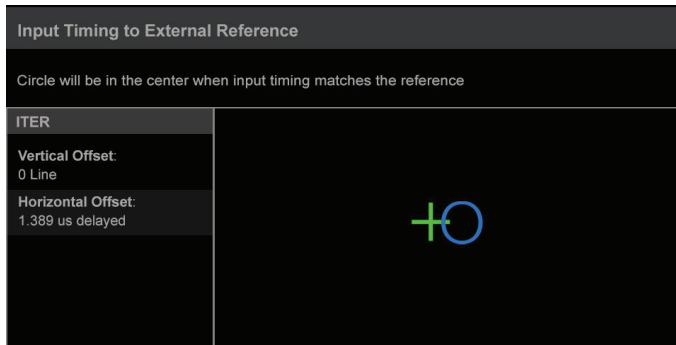 Input Timing to External Reference
Circle will be in the center when input timing matches the reference
ITER
Vertical Offset:
0 Line
Horizontal Offset:
1.389 us delayed